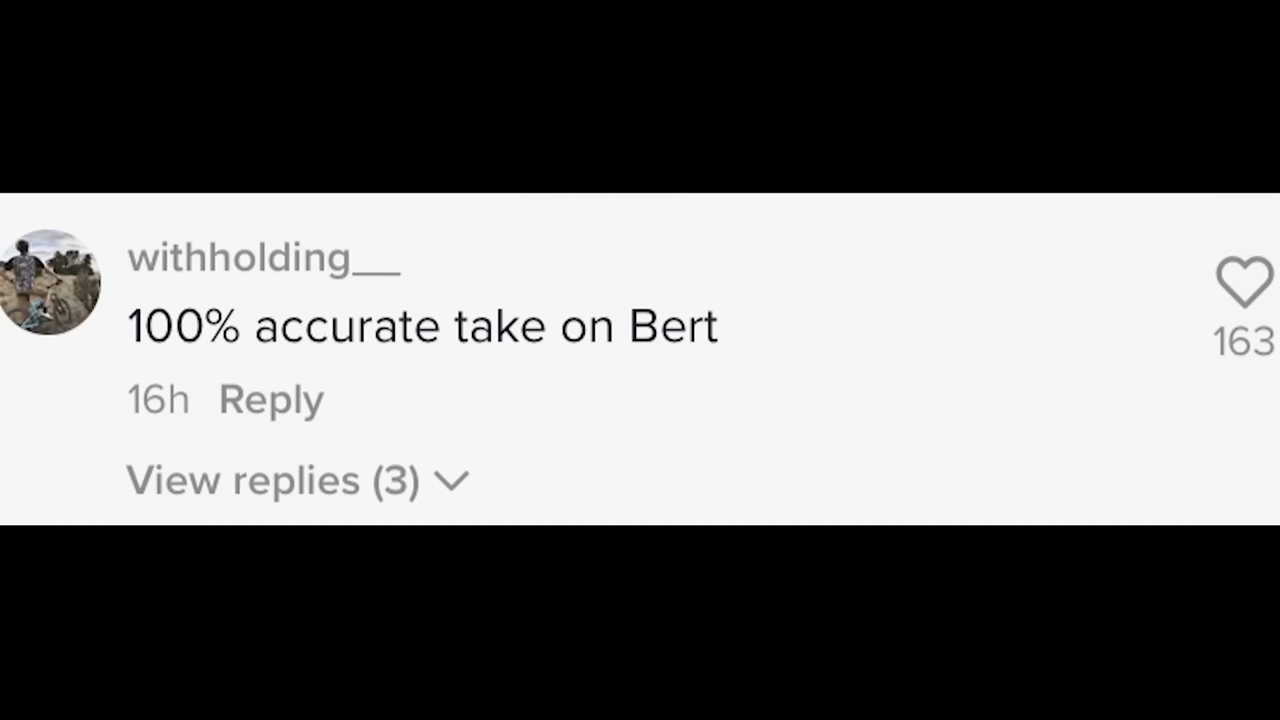 withholding__
100% accurate take on Bert
163
16h Reply
View replies (3)